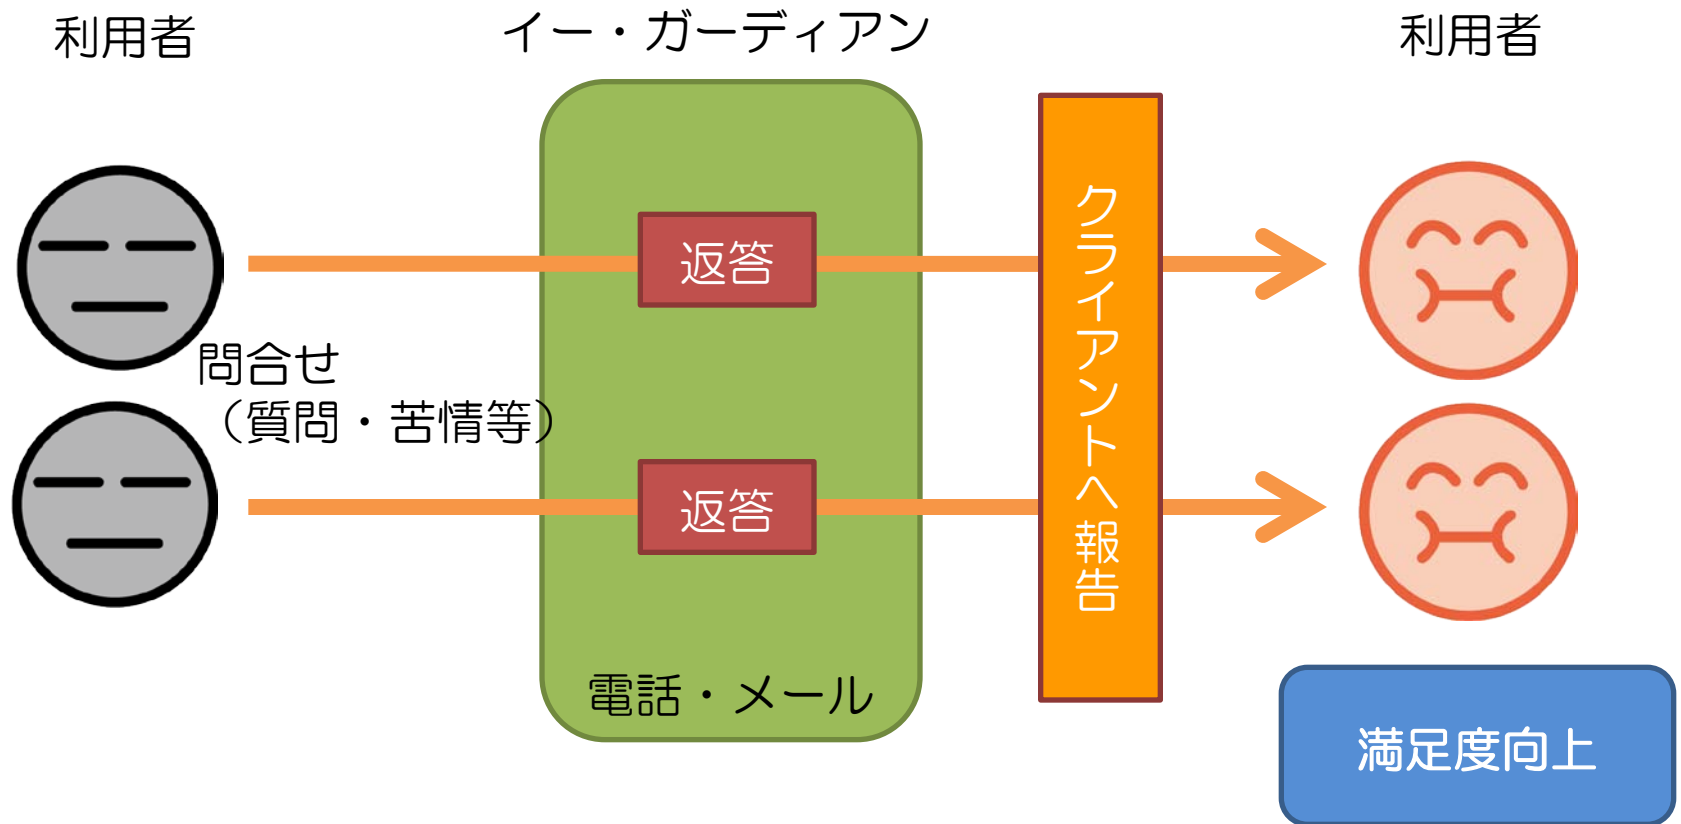 利用者
イー・ガーディアン
利用者
問合せ
（質問・苦情等）
返答
返答
電話・メール
クライアントへ報告
満足度向上